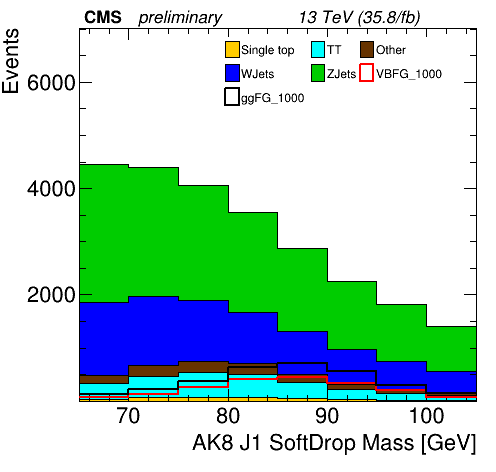 CMS preliminary 13 TeV (35.8/fb)
Events
Single top TT Other
WJets ZJets VBFG_1000
ggFG_1000
6000
4000
2000
70 80 90 100
AK8 J1 SoftDrop Mass [GeV]